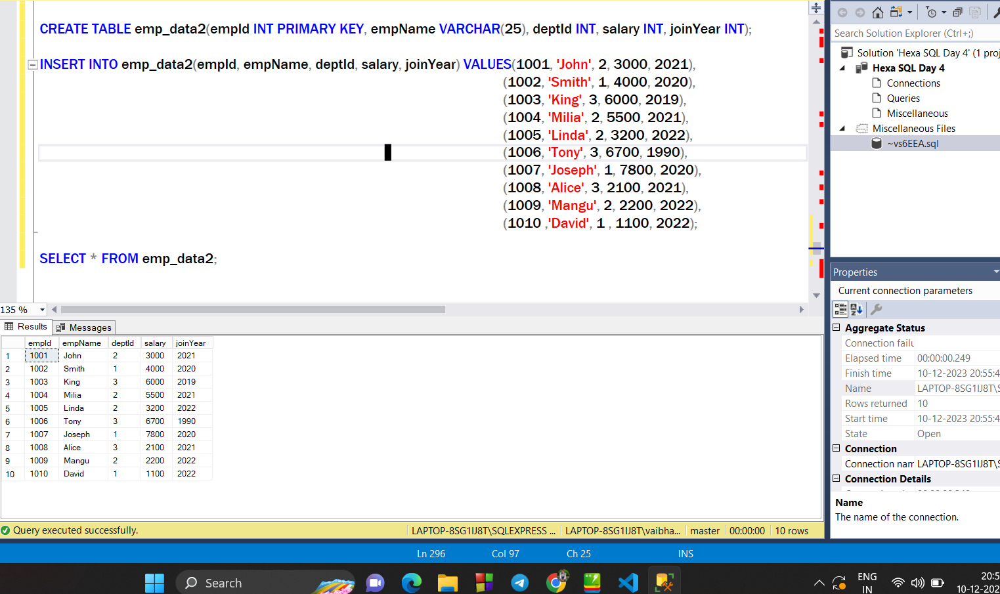 CREATE TABLE emp_data2(empId INT PRIMARY KEY, empName VARCHAR(25), deptId INT, salary INT, joinYear INT);
INSERT INTO emp_data2(empId, empName, deptId, salary, joinYear) VALUES(1001, 'John', 2, 3000, 2021),
(1002, 'Smith', 1, 4000, 2020),
(1003, 'King', 3, 6000, 2019),
(1004, 'Milia', 2, 5500, 2021),
(1005, 'Linda', 2, 3200, 2022),
(1006, 'Tony', 3, 6700, 1990),
(1007, 'Joseph', 1, 7800, 2020),
(1008, 'Alice', 3, 2100, 2021),
(1009, 'Mangu', 2, 2200, 2022),
(1010 ,'David', 1 , 1100, 2022);
SELECT * FROM emp_data2;
135 %
Results Messages
empId empName deptId salary joinYear
1 1001 John 2 3000 2021
2 1002 Smith 1 4000 2020
3 1003 King 3 6000 2019
4 1004 Milia 2 5500 2021
5 1005 Linda 2 3200 2022
6 1006 Tony 3 6700 1990
7 1007 Joseph 1 7800 2020
8 1008 Alice 3 2100 2021
9 1009 Mangu 2 2200 2022
10 1010 David 1 1100 2022
Query executed successfully. LAPTOP-8SG1IJ8T\SQLEXPRESS ... LAPTOP-8SG1IJ8T\vaibha... master 00:00:00 10 rows
Search Solution Explorer (Ctrl+;)
Solution 'Hexa SQL Day 4' (1 proj
Hexa SQL Day 4
Connections
Queries
Miscellaneous
Miscellaneous Files
~vs6EEA.sql
Properties
Current connection parameters
Aggregate Status
Connection failu
Elapsed time 00:00:00.249
Finish time 10-12-2023 20:55:4
Name LAPTOP-8SG1IJ8T\S
Rows returned 10
Start time 10-12-2023 20:55:4
State Open
Connection
Connection nam LAPTOP-8SG1IJ8T\S
Connection Details
Name
The name of the connection.
Ln 296 Col 97 Ch 25 INS
Search
ENG
IN
20:5
10-12-202